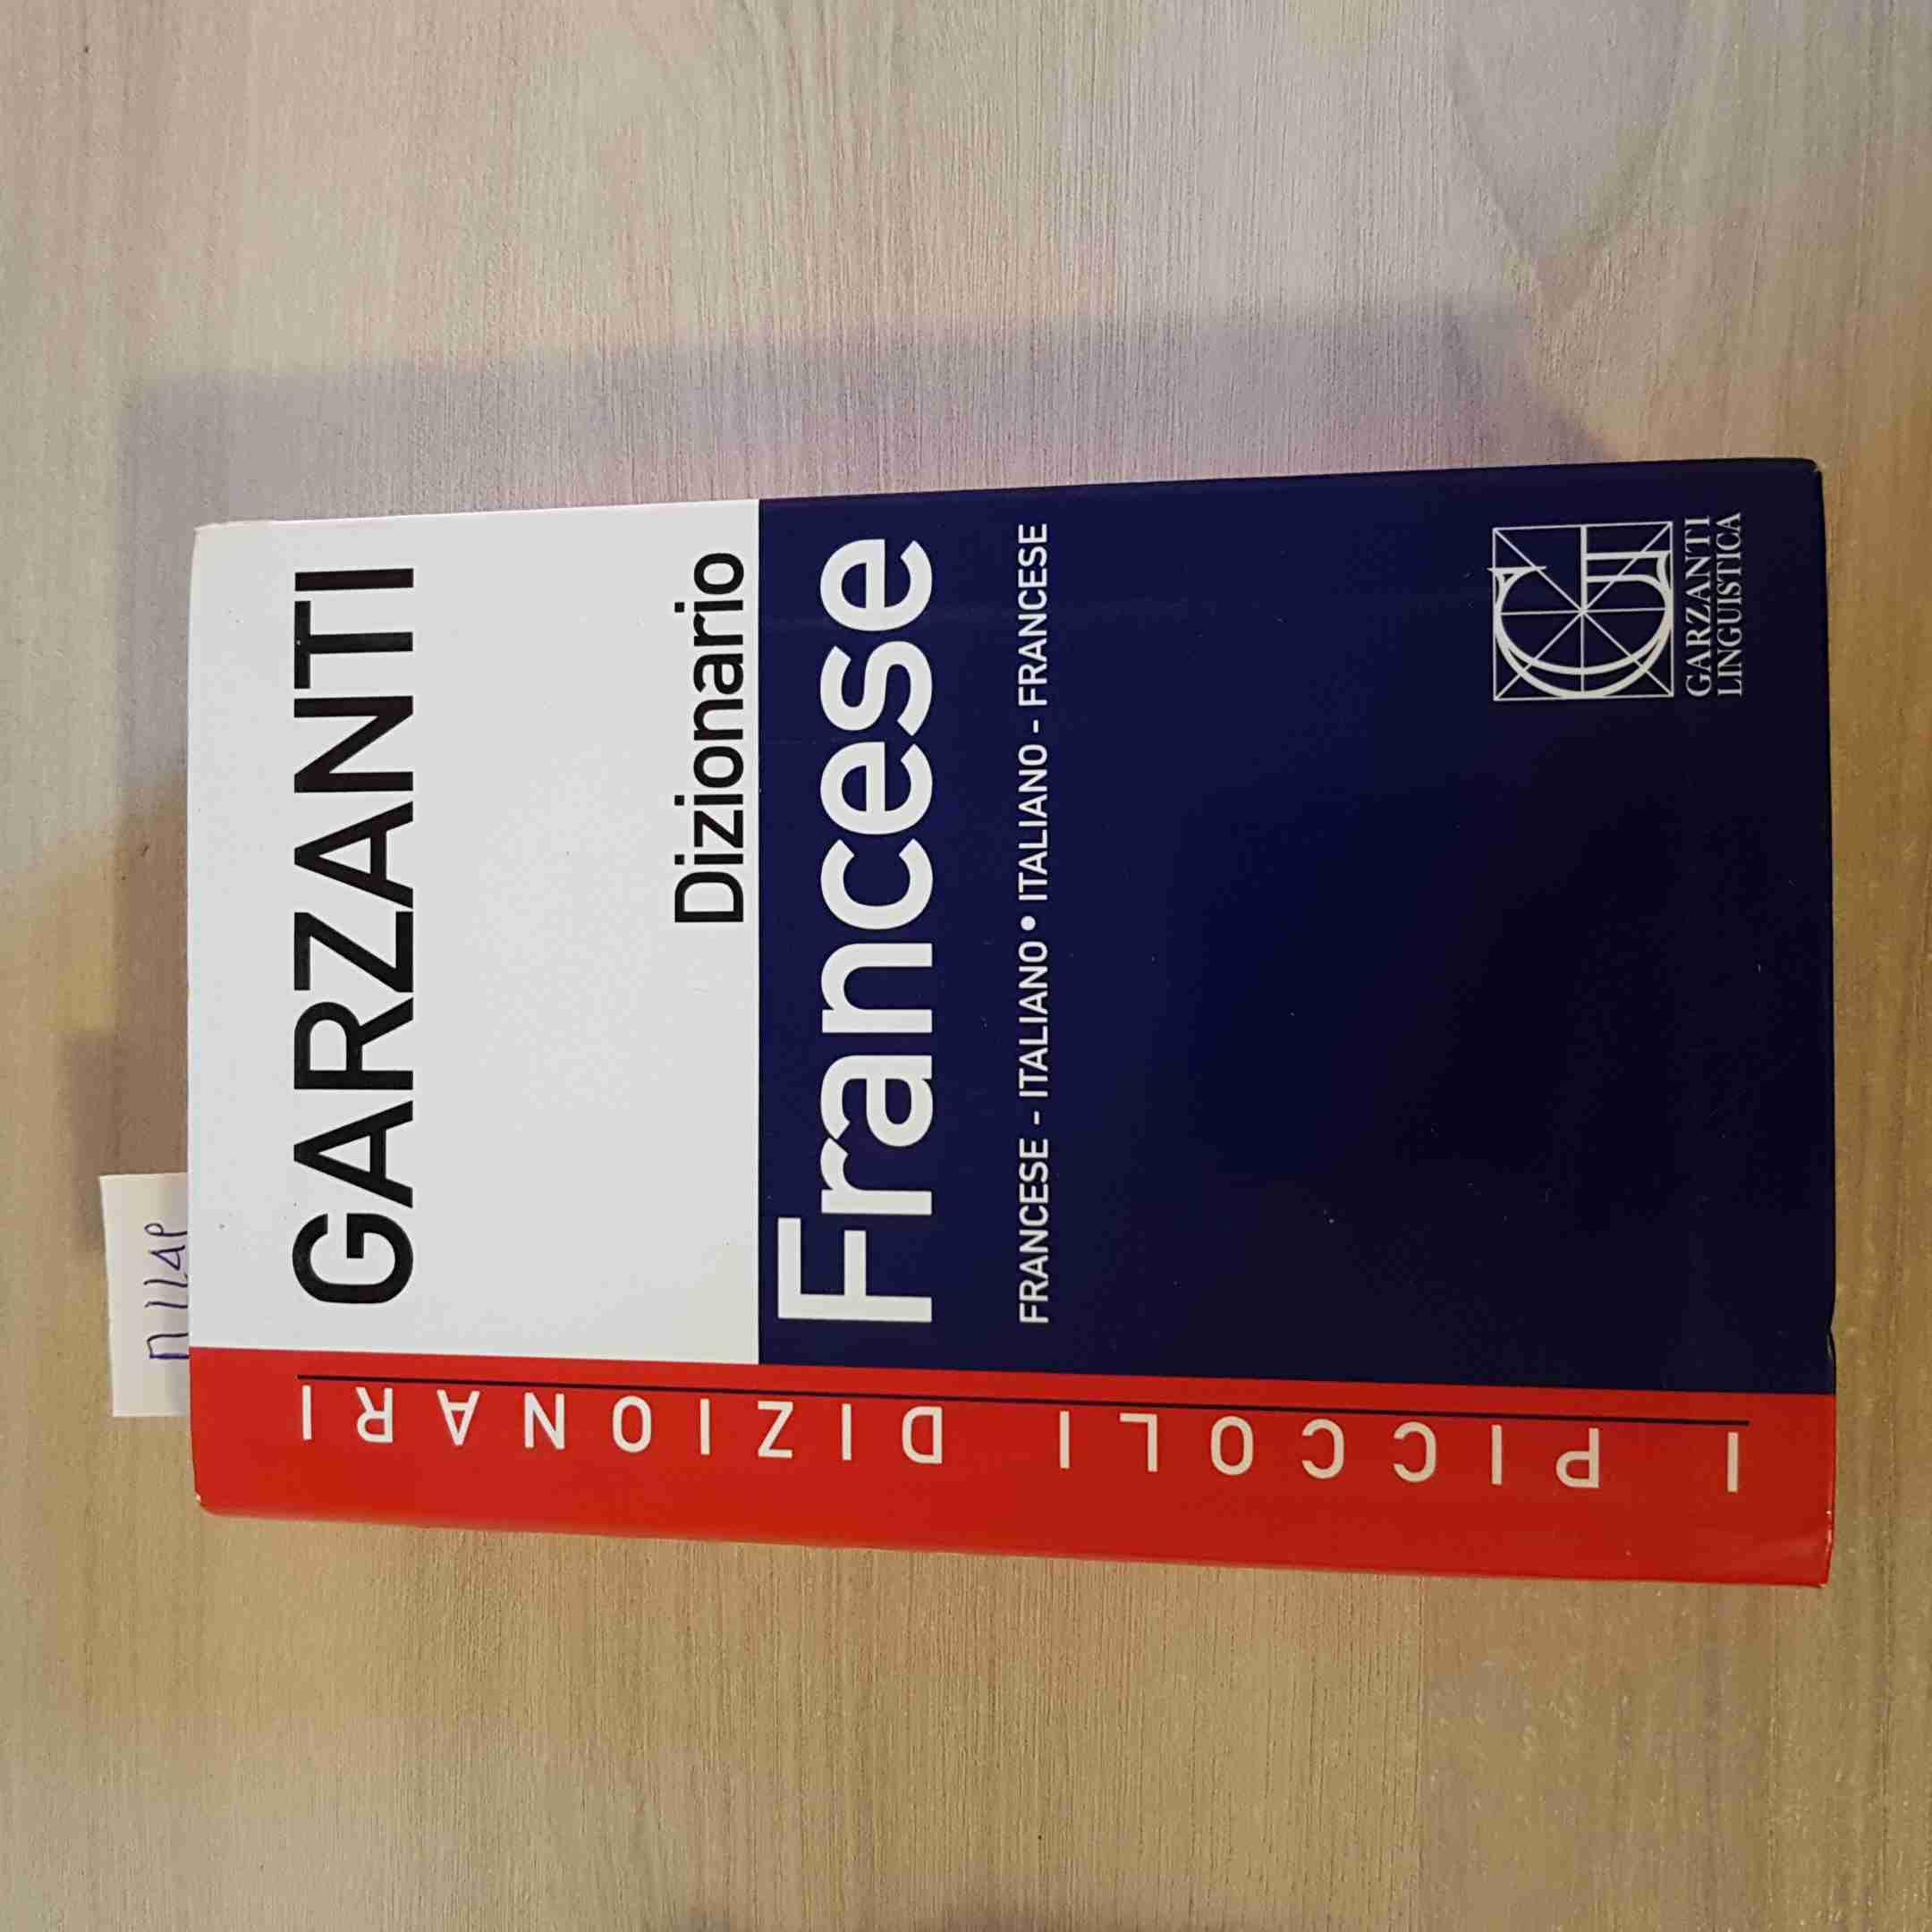 GARZANTI
Dizionario
Francese
FRANCESE - ITALIANO • ITALIANO - FRANCESE
GARZANTI
LINGUISTICA
I PICCOLI DIZIONARI